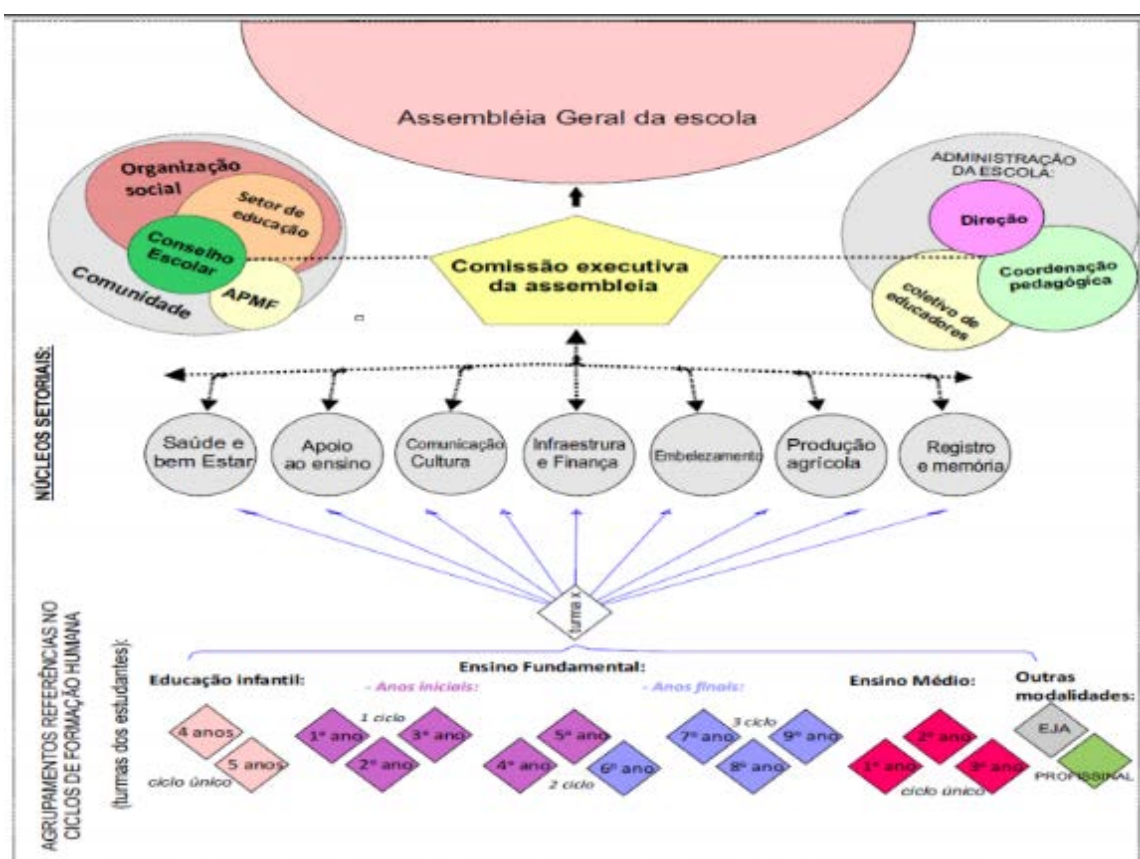 Assembléia Geral da escola
Organização
social
Setor de
educação
Conselho
Escolar
APMF
Comunidade
Comissão executiva
da assembleia
ADMINISTRAÇÃO
DA ESCOLA:
Direção
Coordenação
pedagógica
coletivo de
educadores
NÚCLEOS SETORIAIS:
Saúde e
bem Estar
Apoio
ao ensino
Comunicação
Cultura
Infraestrura
e Finança
Embelezamento
Produção
agrícola
Registro
e memória
turma x
AGRUPAMENTOS REFERÊNCIAS NO
CICLOS DE FORMAÇÃO HUMANA
(turmas dos estudantes):
Educação infantil:
4 anos
5 anos
ciclo único
Ensino Fundamental:
- Anos iniciais:
1 ciclo
1º ano
2º ano
3º ano
4º ano
5º ano
6º ano
2 ciclo
- Anos finais:
3 ciclo
7º ano
8º ano
9º ano
Ensino Médio:
1º ano
2º ano
3º ano
ciclo único
Outras
modalidades:
EJA
PROFISSINAL